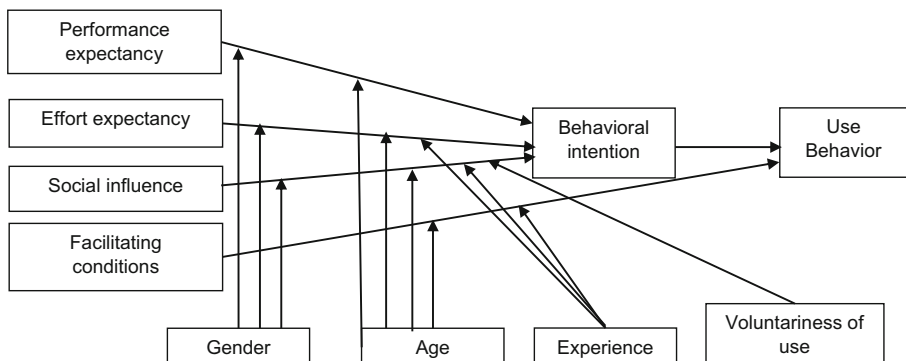 Performance
expectancy
Effort expectancy
Social influence
Facilitating
conditions
Behavioral
intention
Use
Behavior
Gender
Age
Experience
Voluntariness of
use